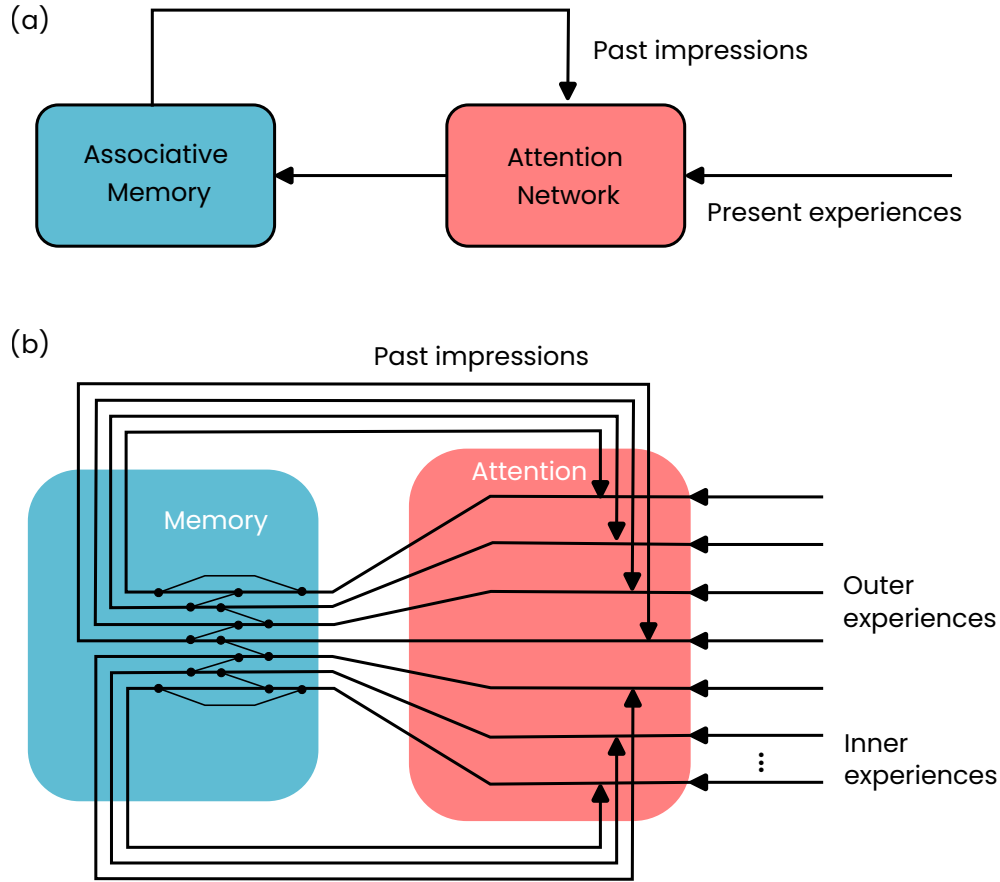 (a)
Past impressions
Associative
Memory
Attention
Network
Present experiences
(b)
Past impressions
Attention
Memory
Outer
experiences
Inner
experiences